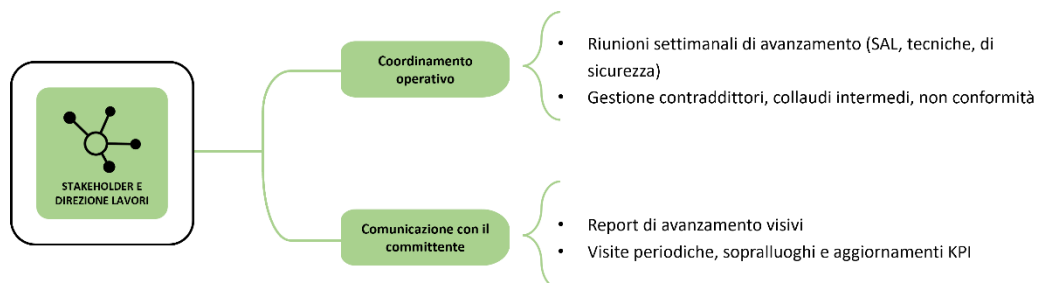 STAKEHOLDER E
DIREZIONE LAVORI
Coordinamento
operativo
• Riunioni settimanali di avanzamento (SAL, tecniche, di
sicurezza)
• Gestione contraddittori, collaudi intermedi, non conformità
Comunicazione con il
committente
• Report di avanzamento visivi
• Visite periodiche, sopralluoghi e aggiornamenti KPI